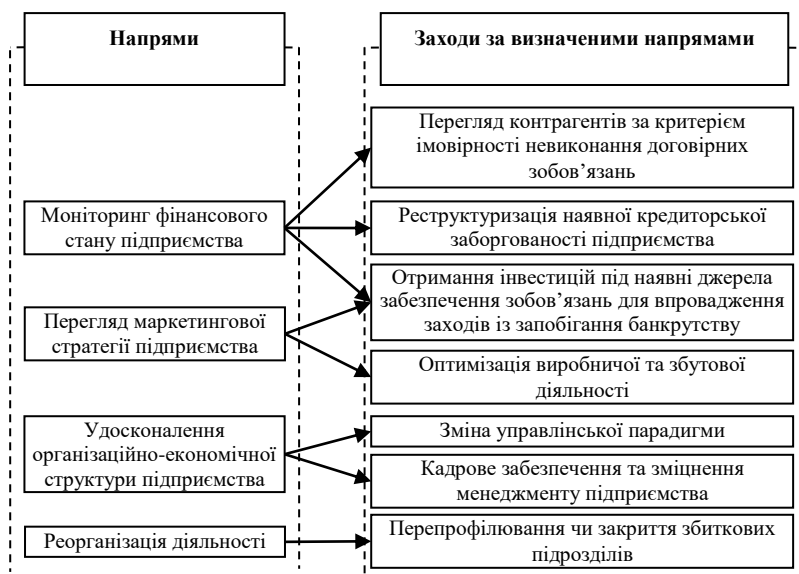 Напрями
Заходи за визначеними напрямами
Моніторинг фінансового
стану підприємства
Перегляд маркетингової
стратегії підприємства
Удосконалення
організаційно-економічної
структури підприємства
Реорганізація діяльності
Перегляд контрагентів за критерієм
імовірності невиконання договірних
зобов’язань
Реструктуризація наявної кредиторської
заборгованості підприємства
Отримання інвестицій під наявні джерела
забезпечення зобов’язань для впровадження
заходів із запобігання банкрутству
Оптимізація виробничої та збутової
діяльності
Зміна управлінської парадигми
Кадрове забезпечення та зміцнення
менеджменту підприємства
Перепрофілювання чи закриття збиткових
підрозділів